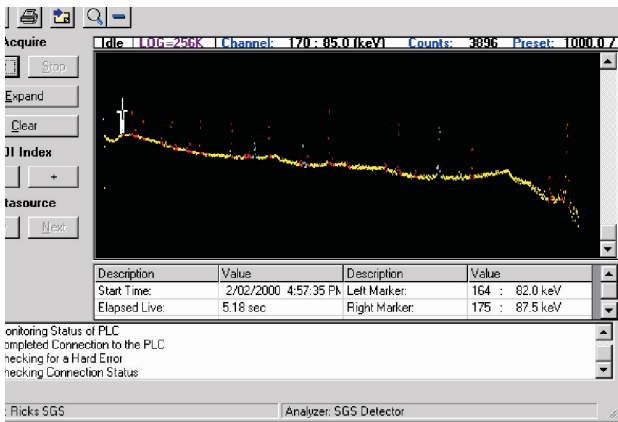 Acquire
Idle LOG=256K Channel: 170 : 85.0 (keV) Counts: 3896 Preset: 1000.0 /
Stop
Expand
Clear
OI Index
+
tasource
Next
Description Value Description Value
Start Time: 2/02/2000 4:57:35 PM Left Marker: 164 : 82.0 keV
Elapsed Live: 5.18 sec Right Marker: 175 : 87.5 keV
onitoring Status of PLC
ompleted Connection to the PLC
hecking for a Hard Error
hecking Connection Status
: Ricks SGS Analyzer: SGS Detector